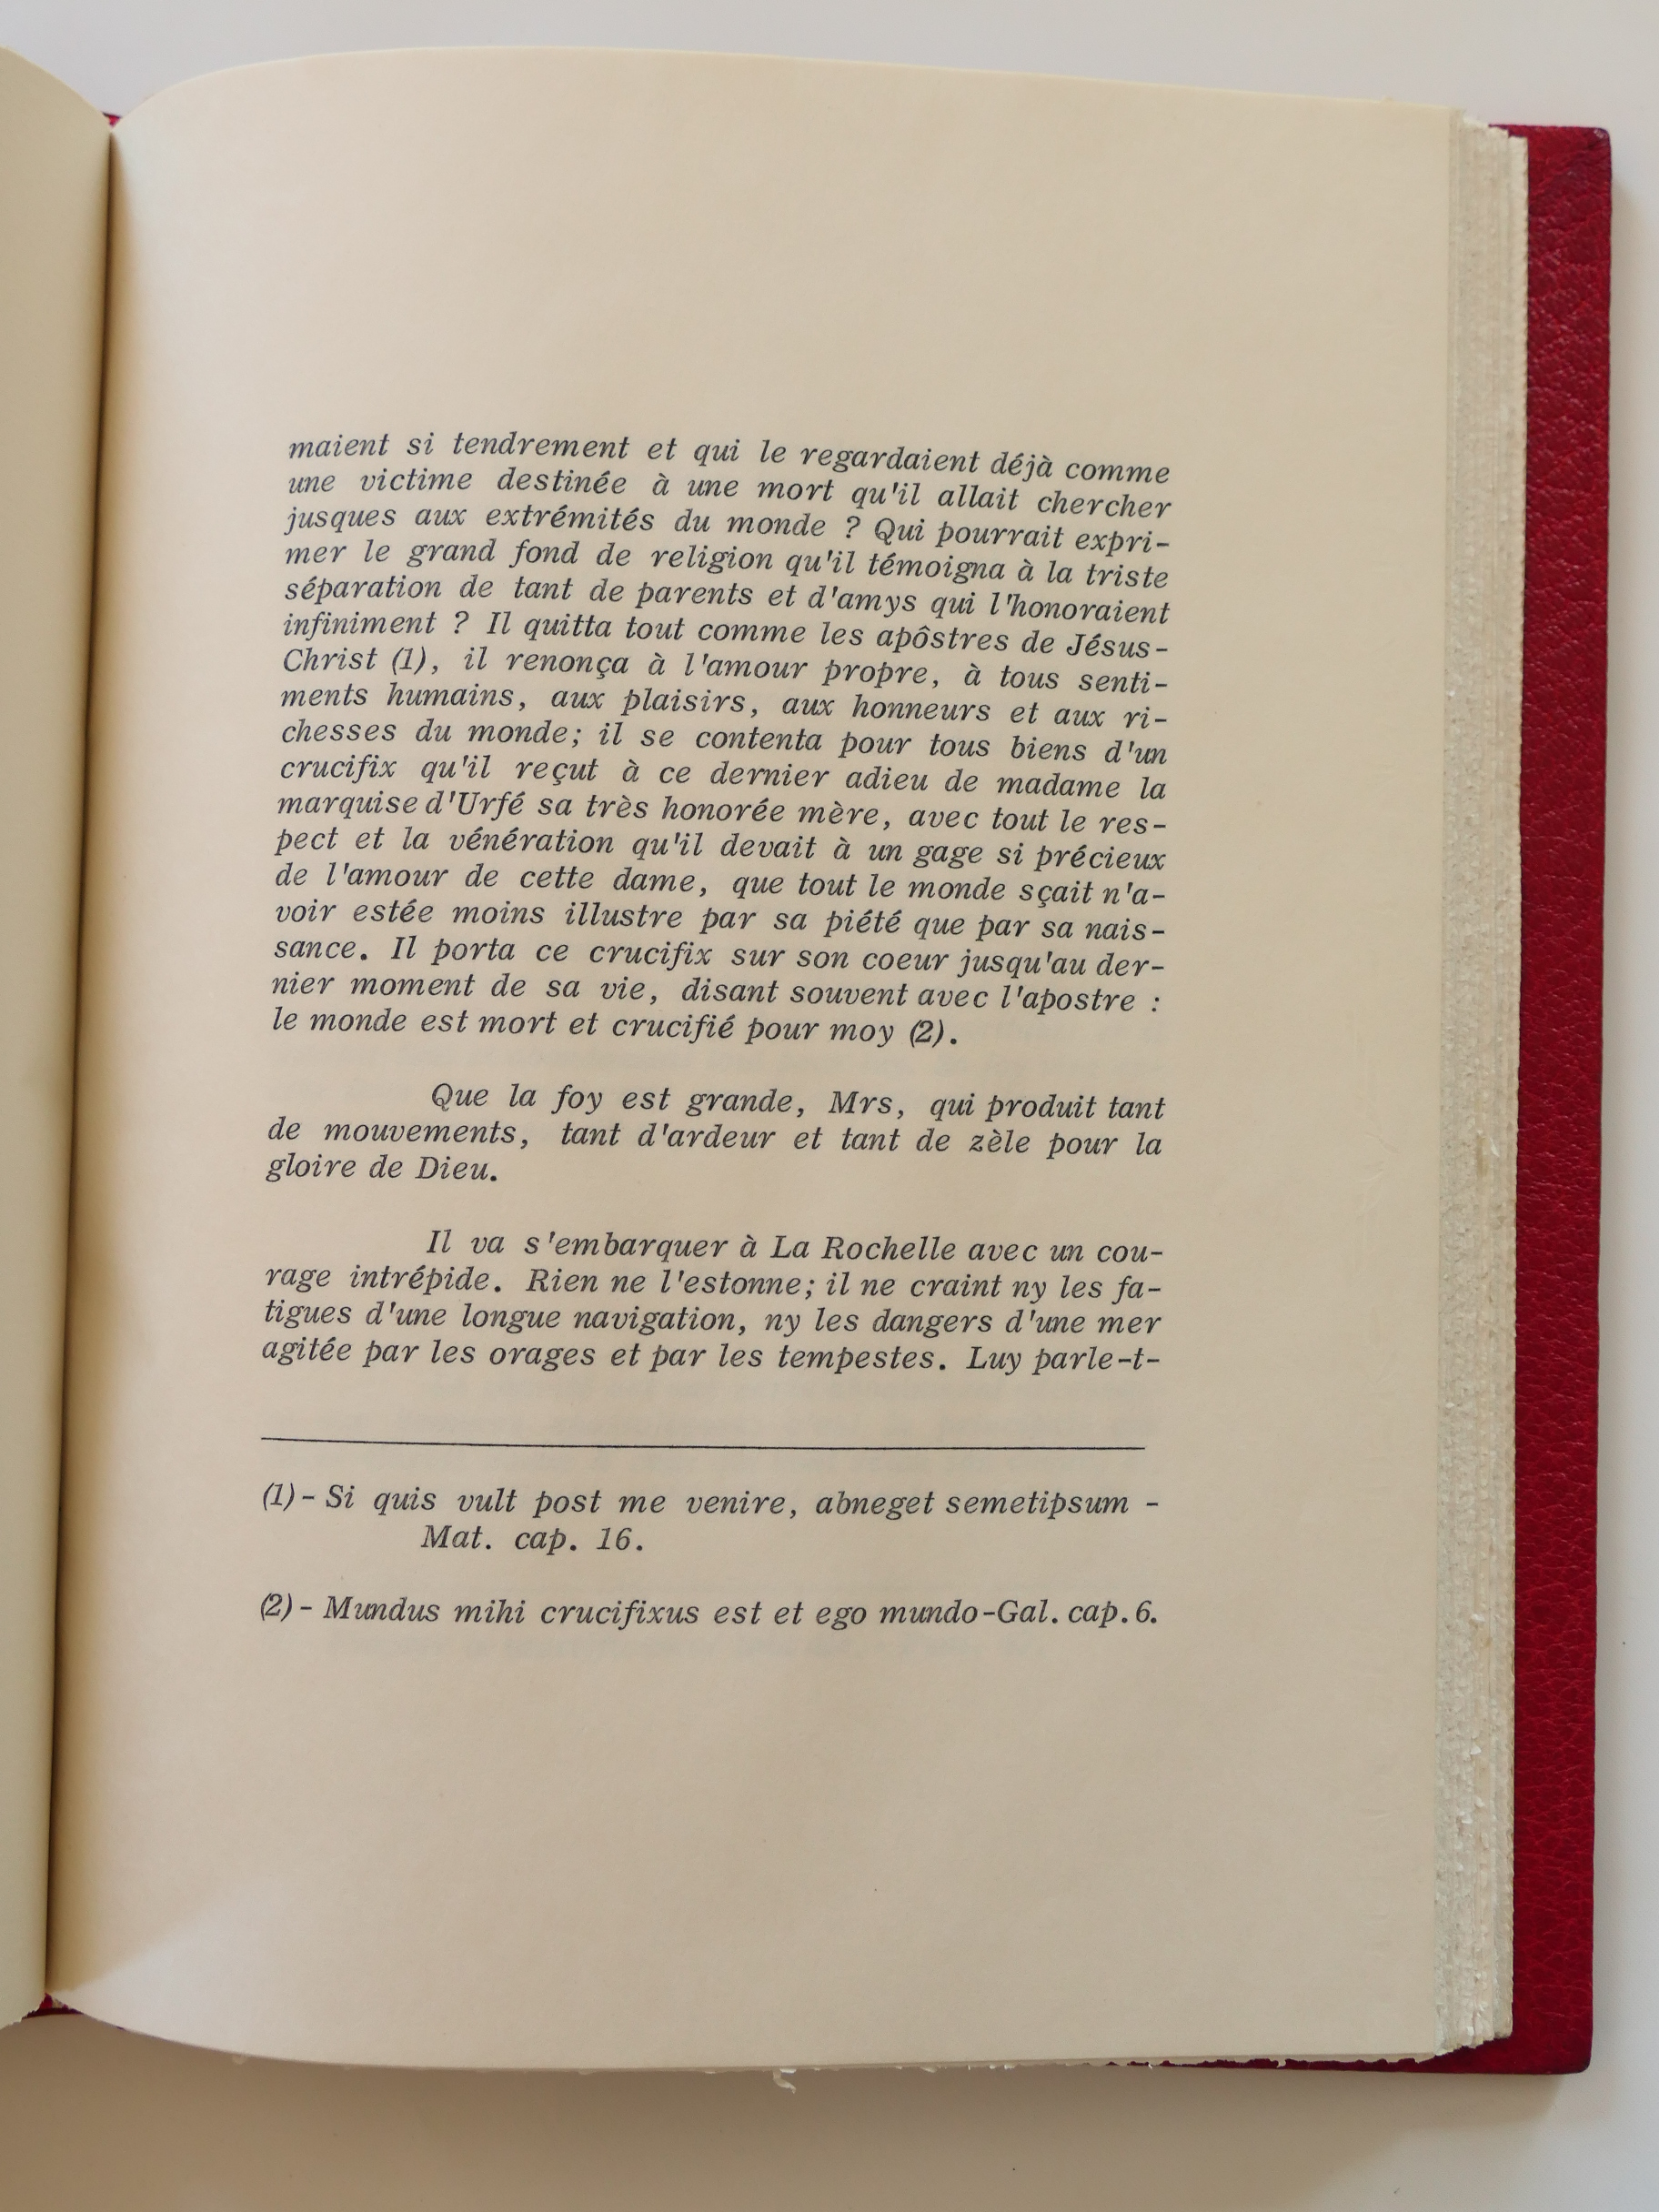 maient si tendrement et qui le regardaient déjà comme
une victime destinée à une mort qu'il allait chercher
jusques aux extrémités du monde ? Qui pourrait expri-
mer le grand fond de religion qu'il témoigna à la triste
séparation de tant de parents et d'amys qui l'honoraient
infiniment ? Il quitta tout comme les apôstres de Jésus-
Christ (1), il renonça à l'amour propre, à tous senti-
ments humains, aux plaisirs, aux honneurs et aux ri-
chesses du monde; il se contenta pour tous biens d'un
crucifix qu'il reçut à ce dernier adieu de madame la
marquise d'Urfé sa très honorée mère, avec tout le res-
pect et la vénération qu'il devait à un gage si précieux
de l'amour de cette dame, que tout le monde sçait n'a-
voir estée moins illustre par sa piété que par sa nais-
sance. Il porta ce crucifix sur son coeur jusqu'au der-
nier moment de sa vie, disant souvent avec l'apostre :
le monde est mort et crucifié pour moy (2).
Que la foy est grande, Mrs, qui produit tant
de mouvements, tant d'ardeur et tant de zèle pour la
gloire de Dieu.
Il va s'embarquer à La Rochelle avec un cou-
rage intrépide. Rien ne l'estonne; il ne craint ny les fa-
tigues d'une longue navigation, ny les dangers d'une mer
agitée par les orages et par les tempestes. Luy parle-t-
(1) - Si quis vult post me venire, abneget semetipsum -
Mat. cap. 16.
(2) - Mundus mihi crucifixus est et ego mundo-Gal. cap. 6.